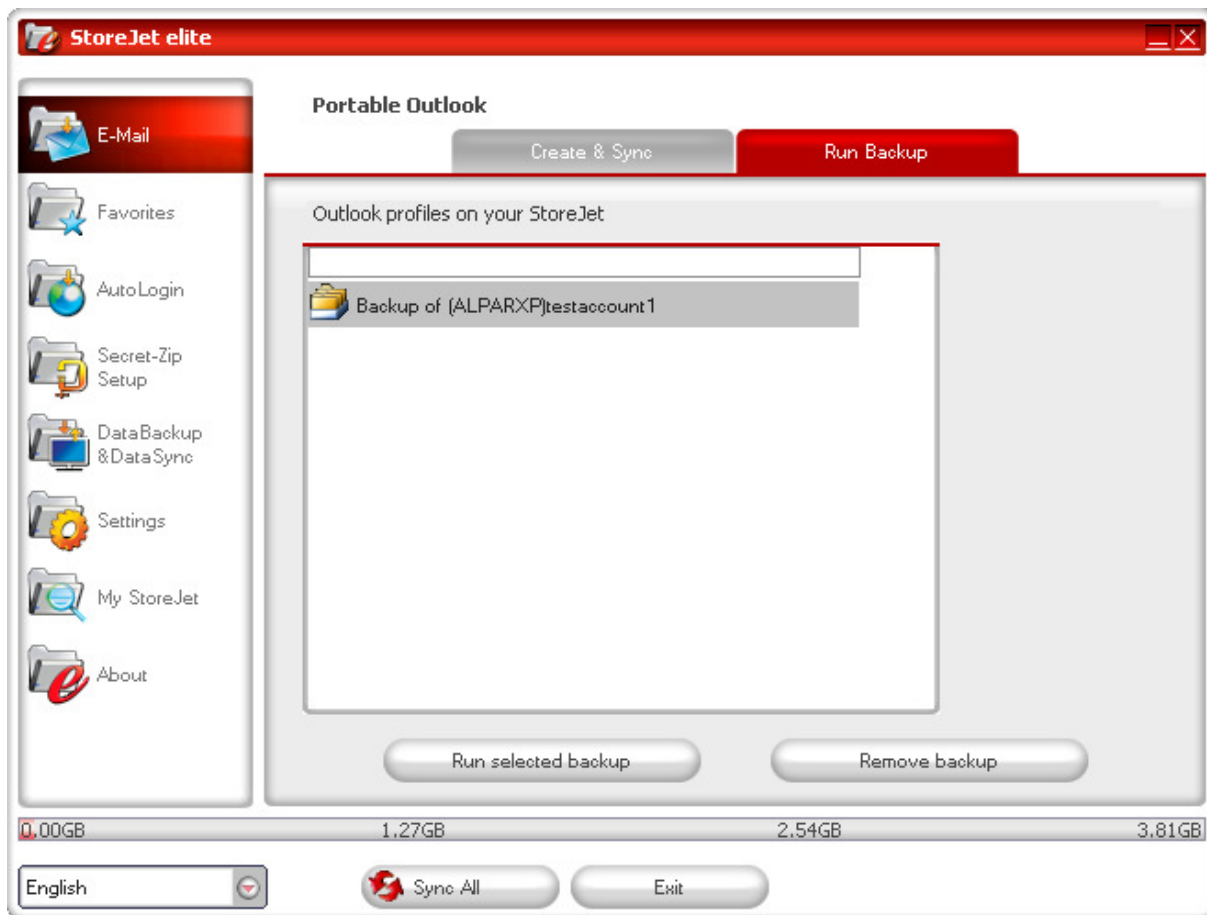 StoreJet elite
E-Mail
Favorites
AutoLogin
Secret-Zip
Setup
DataBackup
&DataSync
Settings
My StoreJet
About
Portable Outlook
Create & Sync
Run Backup
Outlook profiles on your StoreJet
Backup of (ALPARXP)testaccount1
Run selected backup
Remove backup
0.00GB
1.27GB
2.54GB
3.81GB
English
Sync All
Exit